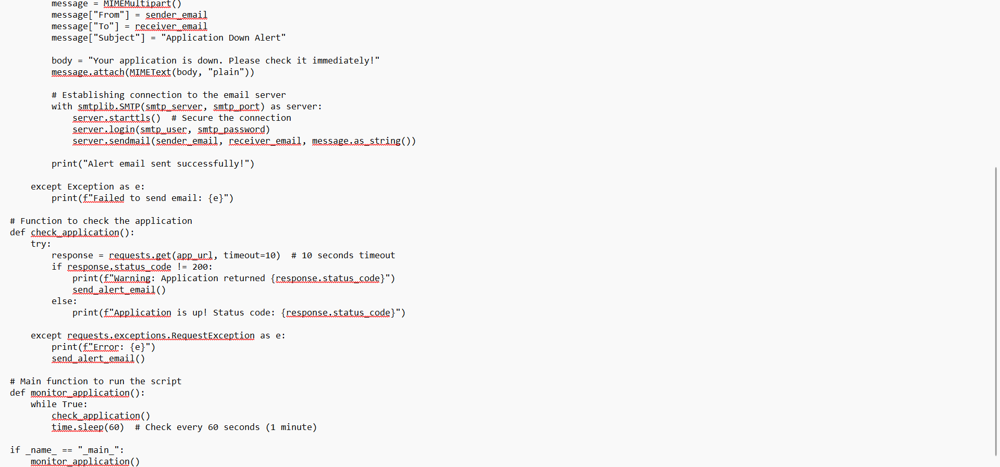 message = MIMEMultipart()
message["From"] = sender_email
message["To"] = receiver_email
message["Subject"] = "Application Down Alert"
body = "Your application is down. Please check it immediately!"
message.attach(MIMEText(body, "plain"))
# Establishing connection to the email server
with smtplib.SMTP(smtp_server, smtp_port) as server:
server.starttls()  # Secure the connection
server.login(smtp_user, smtp_password)
server.sendmail(sender_email, receiver_email, message.as_string())
print("Alert email sent successfully!")
except Exception as e:
print(f"Failed to send email: {e}")
# Function to check the application
def check_application():
try:
response = requests.get(app_url, timeout=10)  # 10 seconds timeout
if response.status_code != 200:
print(f"Warning: Application returned {response.status_code}")
send_alert_email()
else:
print(f"Application is up! Status code: {response.status_code}")
except requests.exceptions.RequestException as e:
print(f"Error: {e}")
send_alert_email()
# Main function to run the script
def monitor_application():
while True:
check_application()
time.sleep(60)  # Check every 60 seconds (1 minute)
if _name_ == "_main_":
monitor_application()